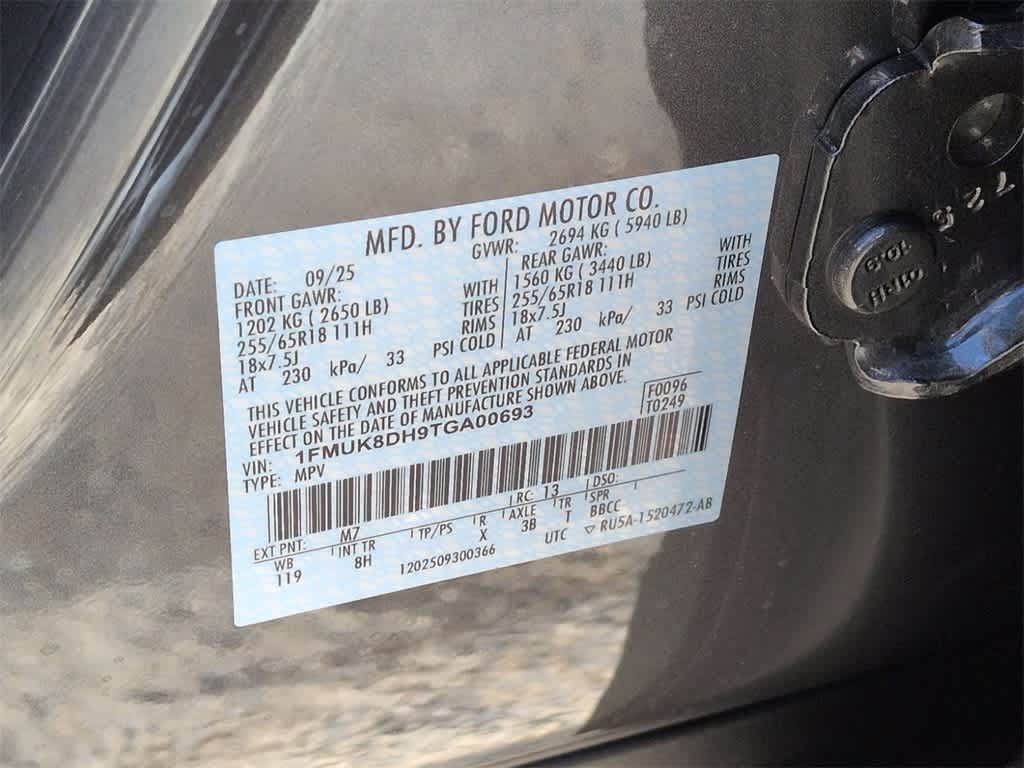 MFD. BY FORD MOTOR CO.
DATE: 09/25 GVWR: 2694 KG ( 5940 LB)
FRONT GAWR: WITH REAR GAWR: WITH
1202 KG ( 2650 LB) TIRES 1560 KG ( 3440 LB) TIRES
255/65R18 111H RIMS 255/65R18 111H RIMS
18x7.5J PSI COLD 18x7.5J PSI COLD
AT 230 kPa/ 33 AT 230 kPa/ 33
THIS VEHICLE CONFORMS TO ALL APPLICABLE FEDERAL MOTOR
VEHICLE SAFETY AND THEFT PREVENTION STANDARDS IN
EFFECT ON THE DATE OF MANUFACTURE SHOWN ABOVE.
VIN: 1FMUK8DH9TGA00693 F0096
TYPE: MPV T0249
EXT PNT: M7 RC: 13 DSO:
WB INT TR TP/PS R AXLE TR SPR
119 8H X 3B T BBCC
1202509300366 UTC ▽ RU5A-1520472-AB
725